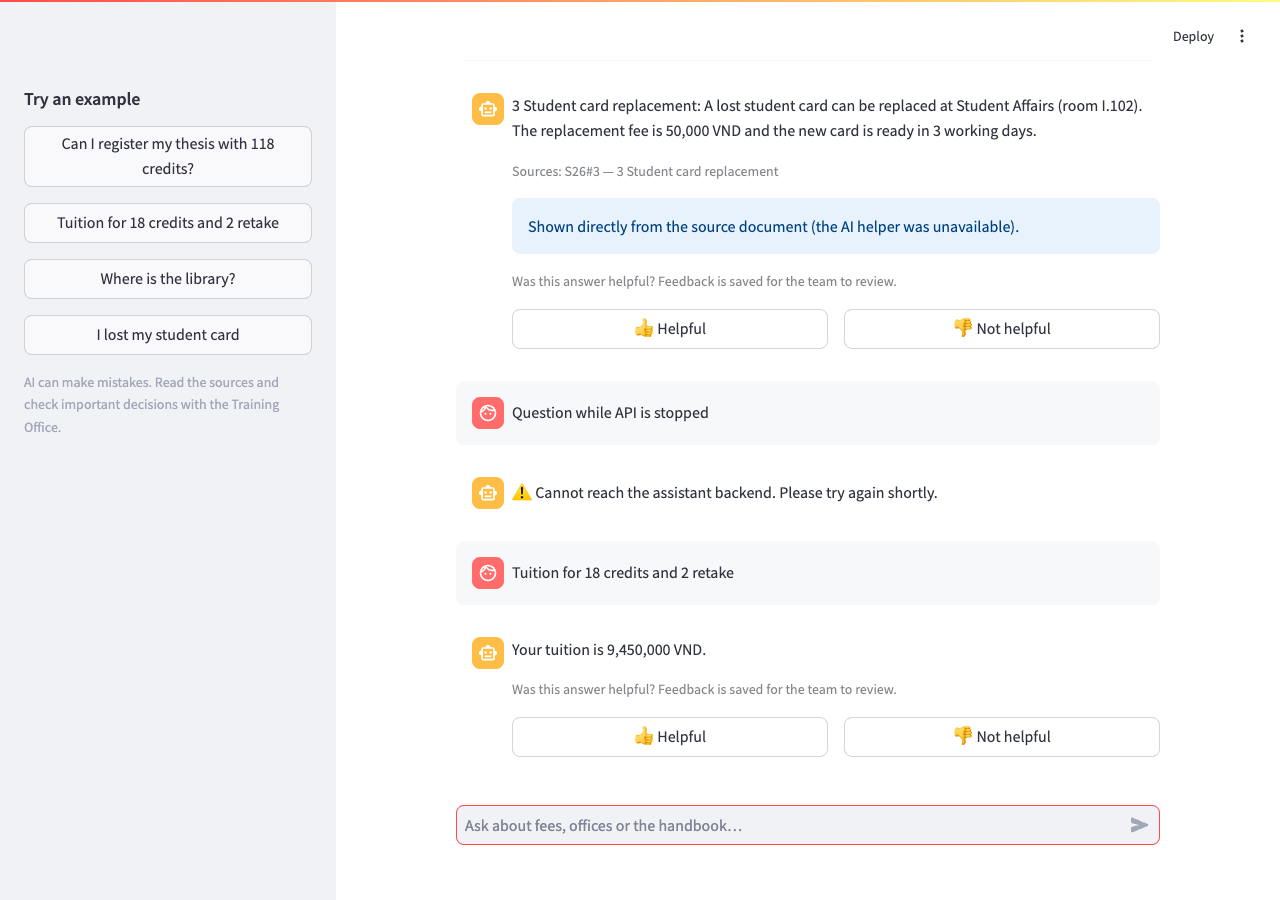 Deploy
Try an example
Can I register my thesis with 118
credits?
Tuition for 18 credits and 2 retake
Where is the library?
I lost my student card
AI can make mistakes. Read the sources and
check important decisions with the Training
Office.
3 Student card replacement: A lost student card can be replaced at Student Affairs (room I.102).
The replacement fee is 50,000 VND and the new card is ready in 3 working days.
Sources: S26#3 — 3 Student card replacement
Shown directly from the source document (the AI helper was unavailable).
Was this answer helpful? Feedback is saved for the team to review.
👍 Helpful
👎 Not helpful
Question while API is stopped
⚠️ Cannot reach the assistant backend. Please try again shortly.
Tuition for 18 credits and 2 retake
Your tuition is 9,450,000 VND.
Was this answer helpful? Feedback is saved for the team to review.
👍 Helpful
👎 Not helpful
Ask about fees, offices or the handbook…